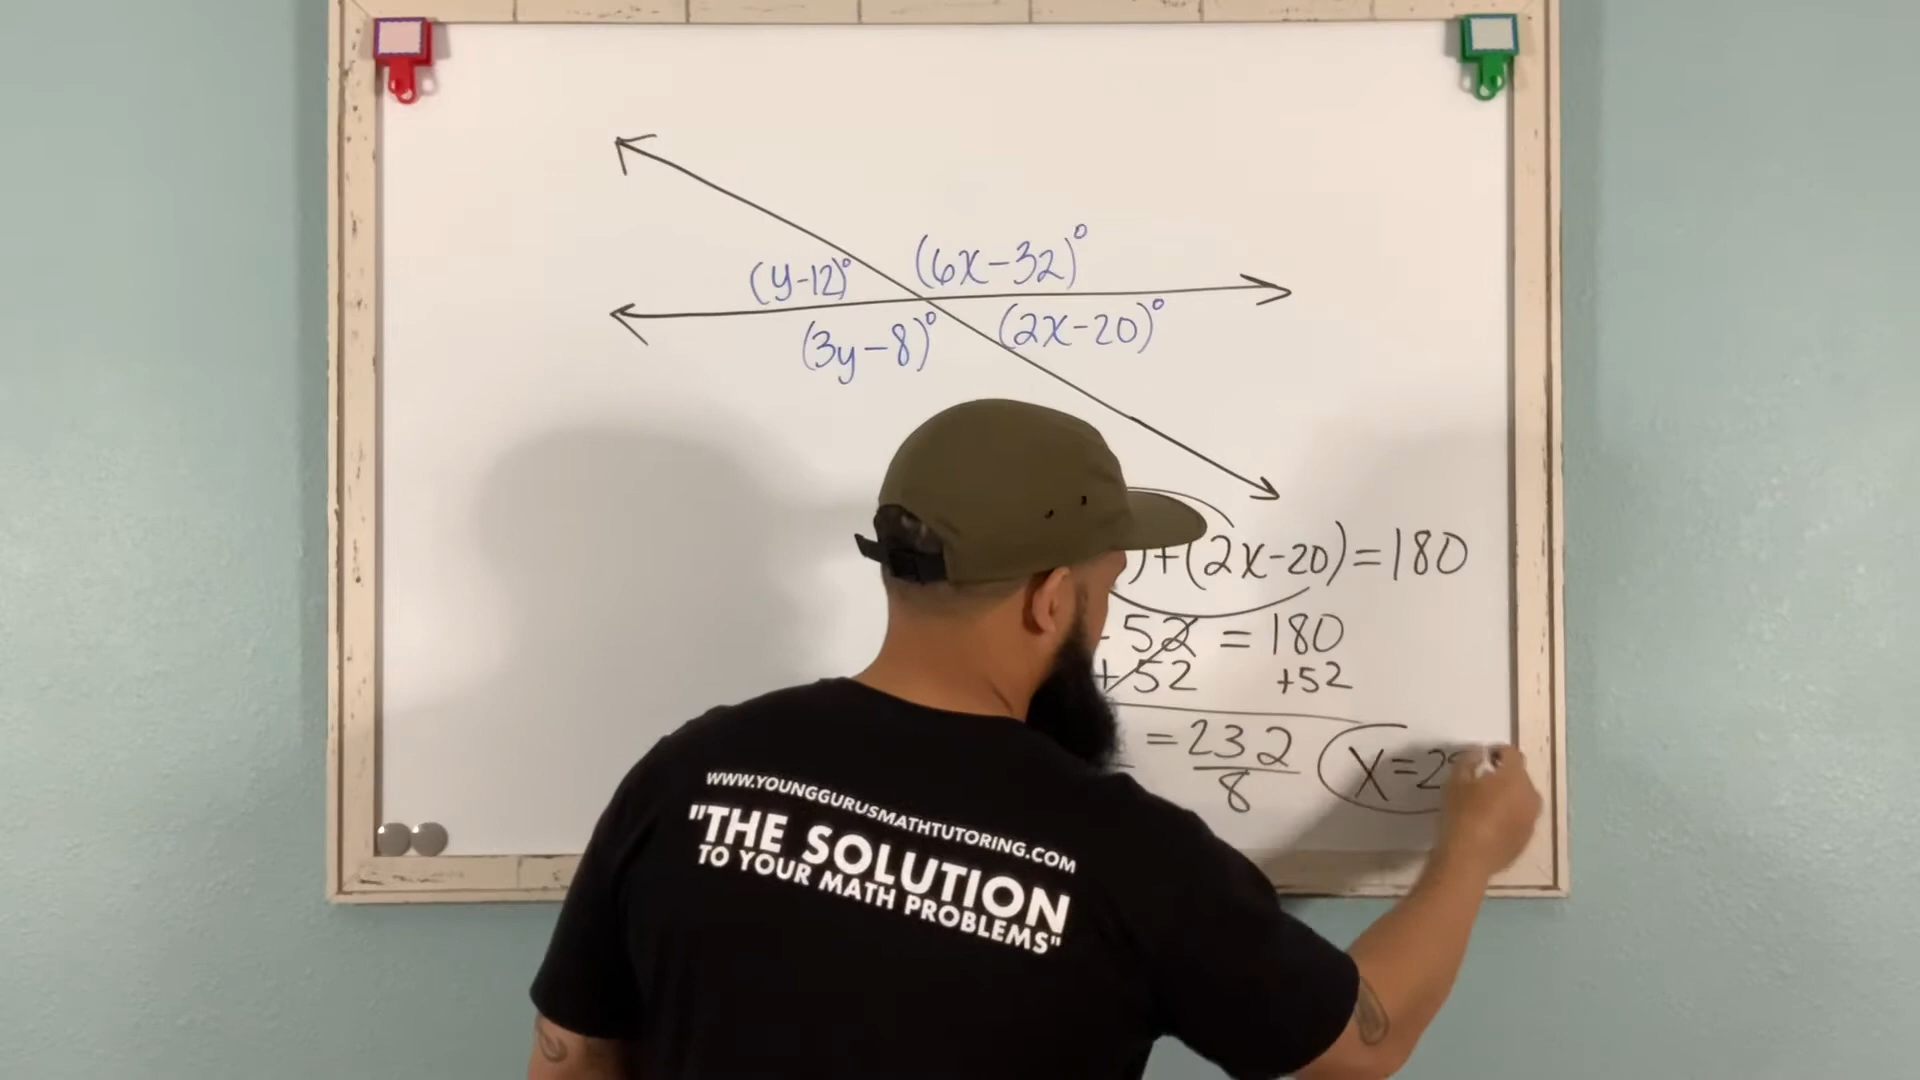 (y-12)° (6x-32)°
(3y-8)° (2x-20)°
)+(2x-20)=180
-52 = 180
+52 +52
=232/8 x=2
WWW.YOUNGGURUSMATHTUTORING.COM
"THE SOLUTION
TO YOUR MATH PROBLEMS"